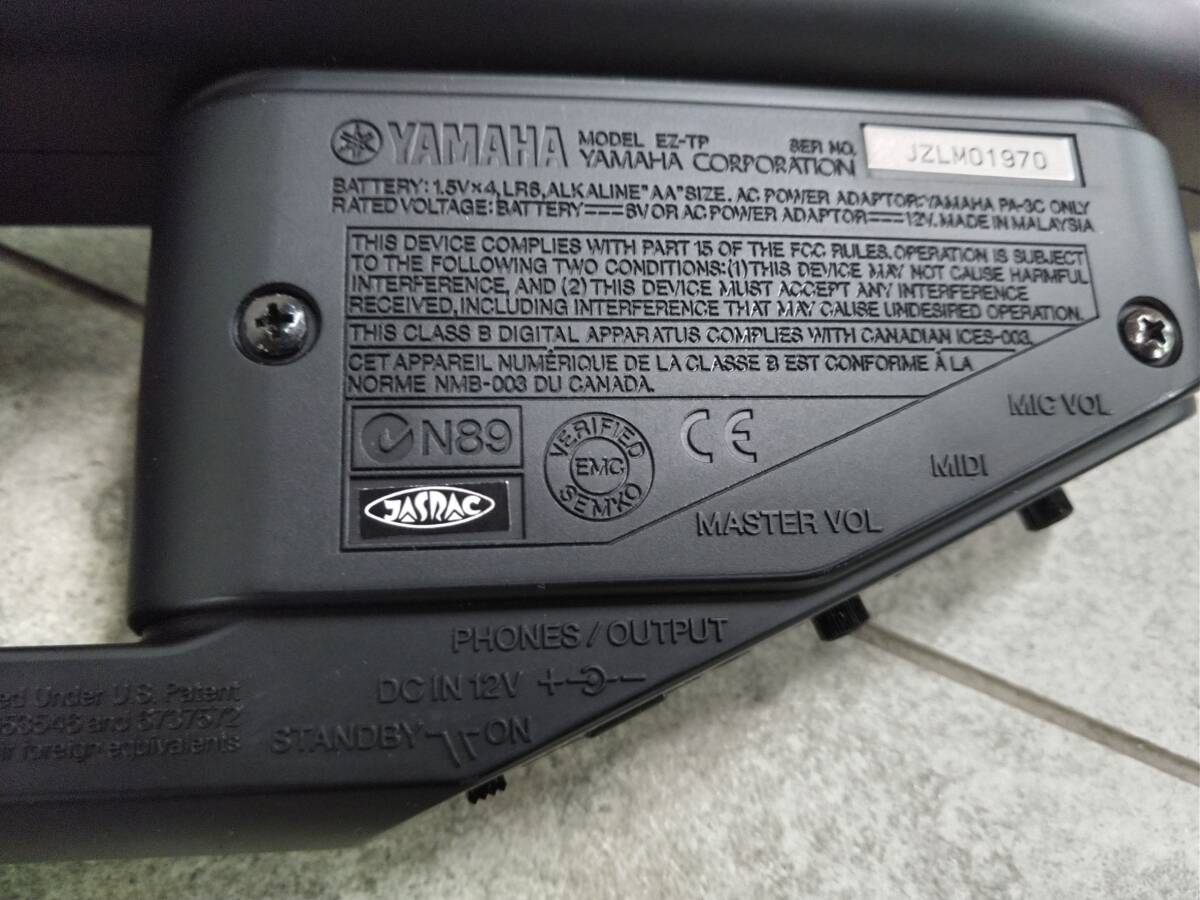 YAMAHA MODEL EZ-TP SERI NO. JZLM01970
YAMAHA CORPORATION
BATTERY: 1.5V×4, LR6, ALKALINE "AA" SIZE. AC POWER ADAPTOR: YAMAHA PA-3C ONLY
RATED VOLTAGE: BATTERY 6V OR AC POWER ADAPTOR 12V. MADE IN MALAYSIA
THIS DEVICE COMPLIES WITH PART 15 OF THE FCC RULES. OPERATION IS SUBJECT
TO THE FOLLOWING TWO CONDITIONS: (1) THIS DEVICE MAY NOT CAUSE HARMFUL
INTERFERENCE, AND (2) THIS DEVICE MUST ACCEPT ANY INTERFERENCE
RECEIVED, INCLUDING INTERFERENCE THAT MAY CAUSE UNDESIRED OPERATION.
THIS CLASS B DIGITAL APPARATUS COMPLIES WITH CANADIAN ICES-003.
CET APPAREIL NUMÉRIQUE DE LA CLASSE B EST CONFORME À LA
NORME NMB-003 DU CANADA.
N89
VERIFIED
EMC
SEMKO
CE
JASRAC
MIC VOL
MIDI
MASTER VOL
PHONES / OUTPUT
DC IN 12V
STANDBY ON
Under U.S. Patent
and 6737572
foreign equivalents